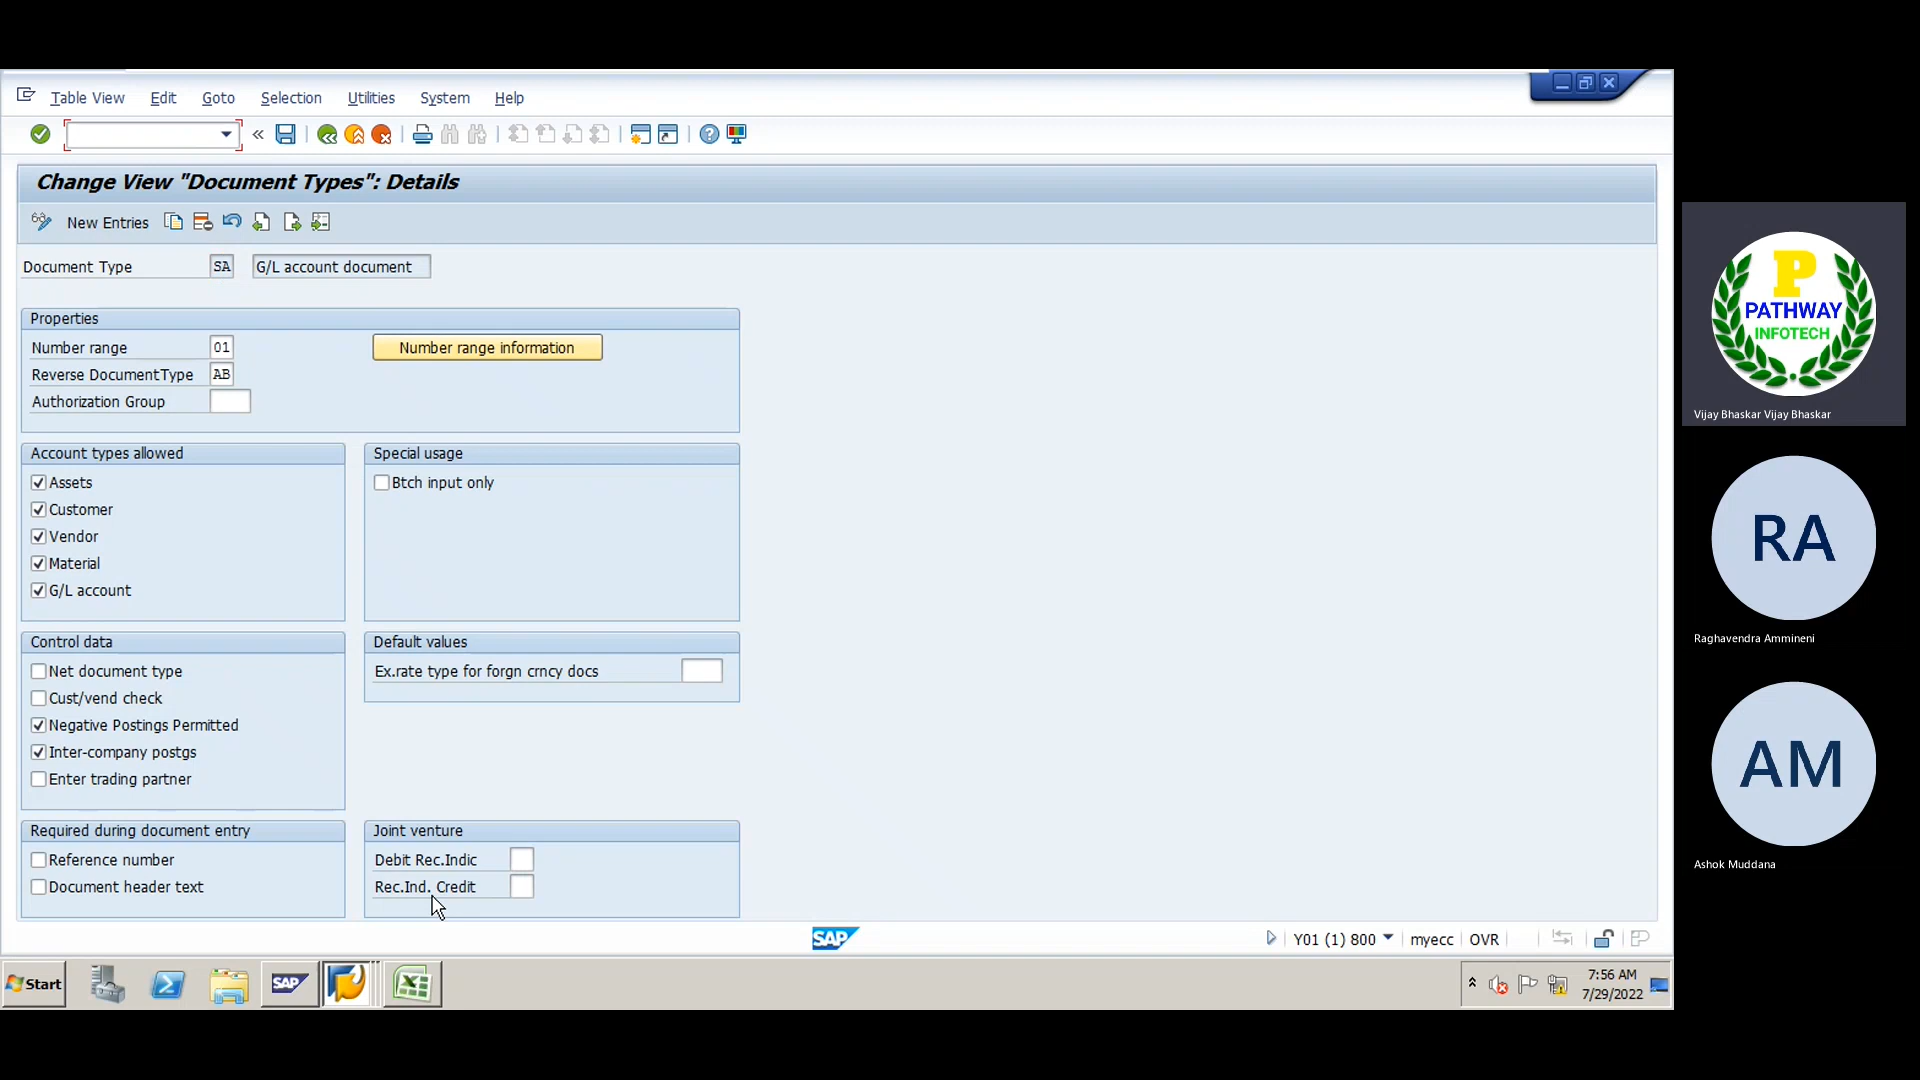 Table View Edit Goto Selection Utilities System Help
Change View "Document Types": Details
New Entries
Document Type SA G/L account document
Properties
Number range 01 Number range information
Reverse DocumentType AB
Authorization Group
Account types allowed
Assets
Customer
Vendor
Material
G/L account
Special usage
Btch input only
Control data
Net document type
Cust/vend check
Negative Postings Permitted
Inter-company postgs
Enter trading partner
Default values
Ex.rate type for forgn crncy docs
Required during document entry
Reference number
Document header text
Joint venture
Debit Rec.Indic
Rec.Ind. Credit
SAP
Y01 (1) 800 myecc OVR
Start SAP
7:56 AM
7/29/2022
P
PATHWAY
INFOTECH
Vijay Bhaskar Vijay Bhaskar
RA
Raghavendra Ammineni
AM
Ashok Muddana